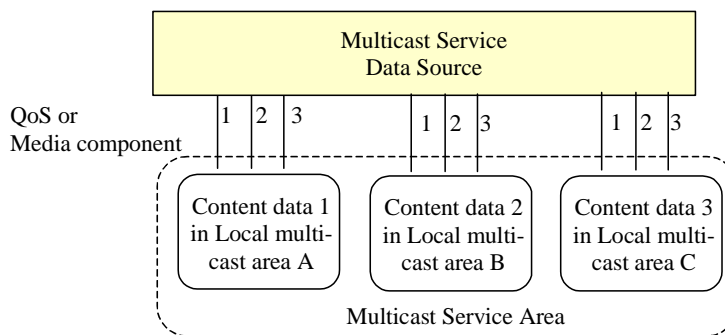 Multicast Service
Data Source
QoS or
Media component
1 2 3
1 2 3
1 2 3
Content data 1
in Local multi-
cast area A
Content data 2
in Local multi-
cast area B
Content data 3
in Local multi-
cast area C
Multicast Service Area